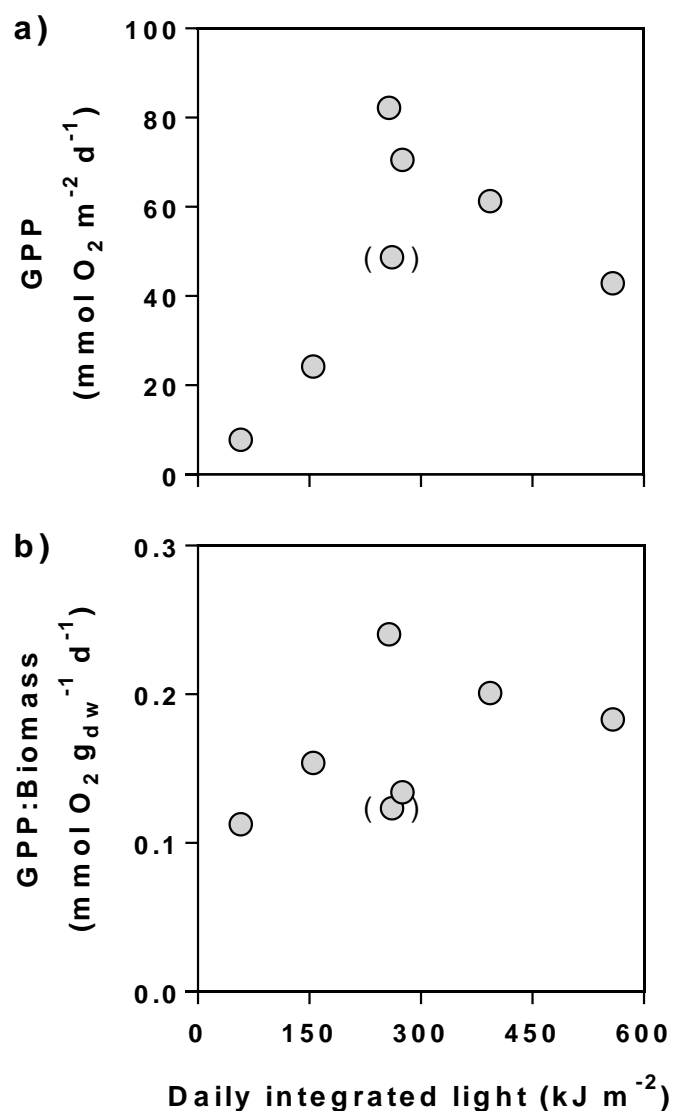 a)
GPP
(mmol O₂ m⁻² d⁻¹)
100
80
60
40
20
0
( )
b)
GPP:Biomass
(mmol O₂ g_dw⁻¹ d⁻¹)
0.3
0.2
0.1
0.0
( )
0 150 300 450 600
Daily integrated light (kJ m⁻²)